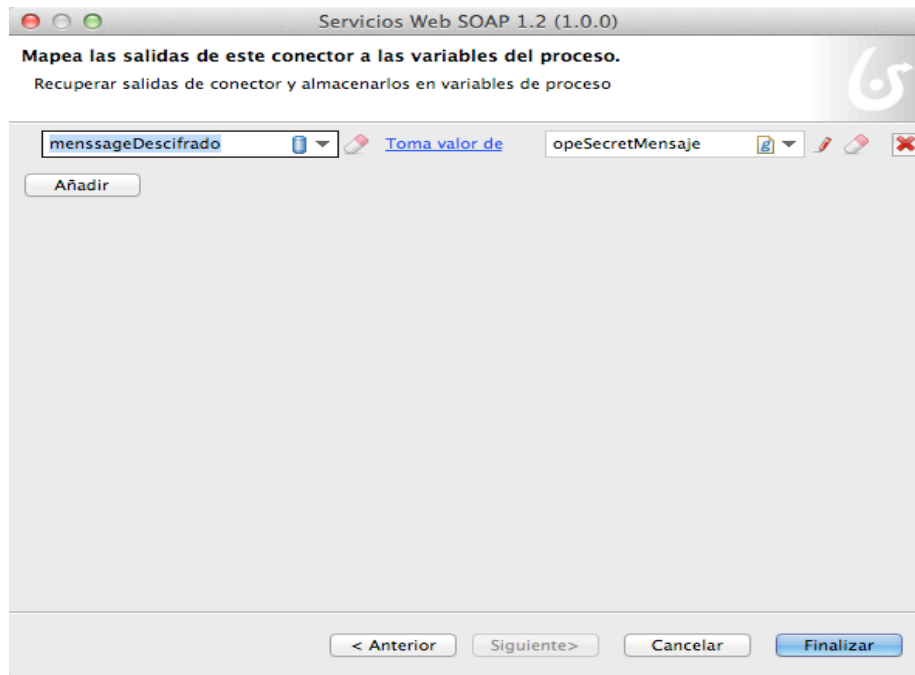 Servicios Web SOAP 1.2 (1.0.0)
Mapea las salidas de este conector a las variables del proceso.
Recuperar salidas de conector y almacenarlos en variables de proceso
menssageDescifrado Toma valor de opeSecretMensaje
Añadir
< Anterior Siguiente> Cancelar Finalizar